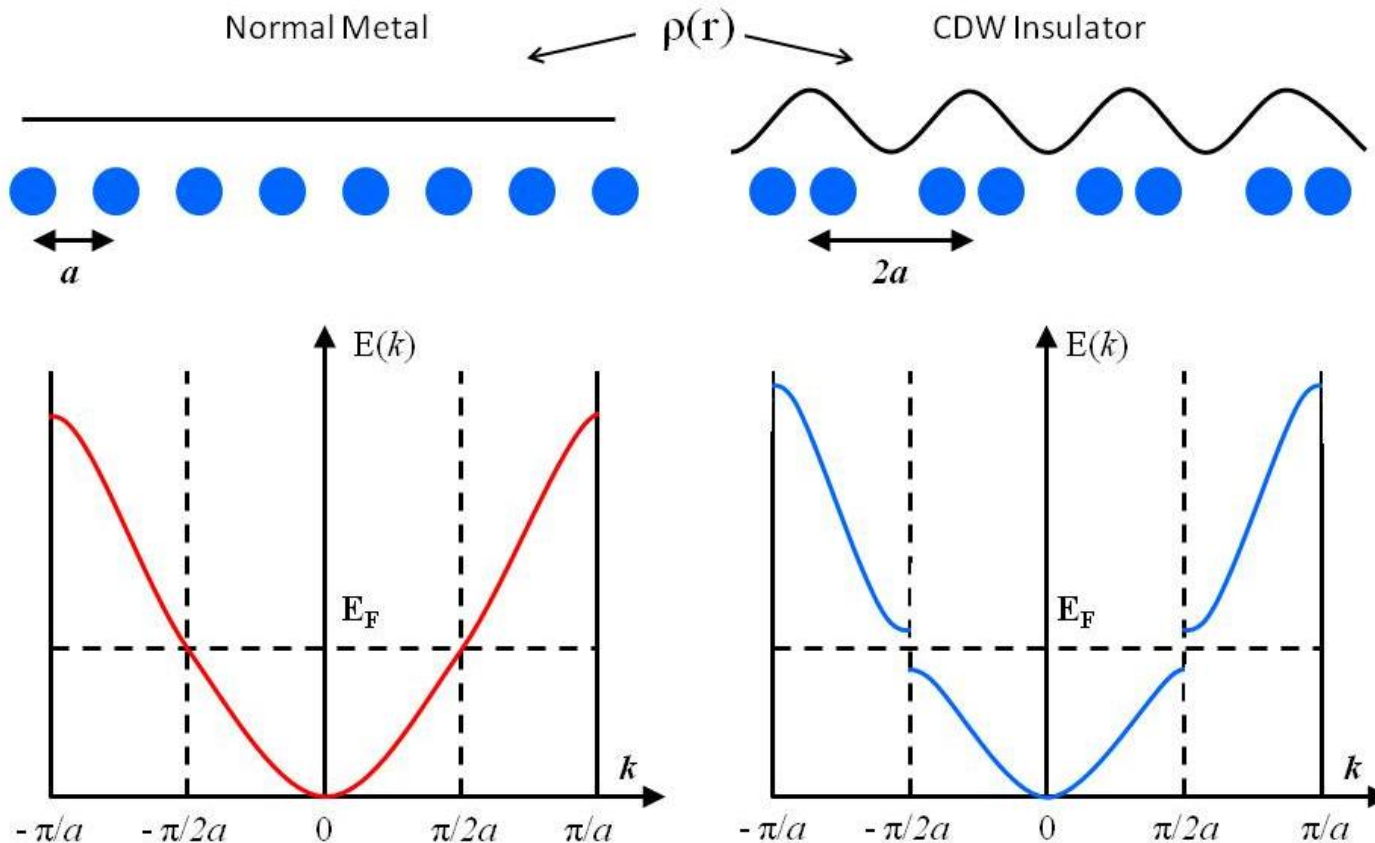 Normal Metal
ρ(r)
CDW Insulator
a
2a
E(k)
E(k)
E_F
E_F
k
k
- π/a
- π/2a
0
π/2a
π/a
- π/a
- π/2a
0
π/2a
π/a